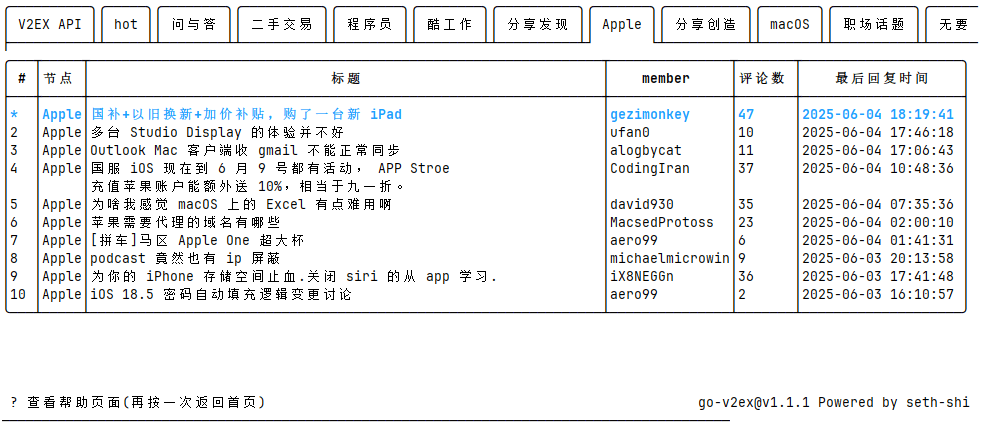 V2EX API hot 问与答 二手交易 程序员 酷工作 分享发现 Apple 分享创造 macOS 职场话题 无要
# 节点 标题 member 评论数 最后回复时间
* Apple 国补+以旧换新+加价补贴，购了一台新 iPad gezimonkey 47 2025-06-04 18:19:41
2 Apple 多台 Studio Display 的体验并不好 ufan0 10 2025-06-04 17:46:18
3 Apple Outlook Mac 客户端收 gmail 不能正常同步 alogbycat 11 2025-06-04 17:06:43
4 Apple 国服 iOS 现在到 6 月 9 号都有活动， APP Stroe CodingIran 37 2025-06-04 10:48:36
充值苹果账户能额外送 10%，相当于九一折。
5 Apple 为啥我感觉 macOS 上的 Excel 有点难用啊 david930 35 2025-06-04 07:35:36
6 Apple 苹果需要代理的域名有哪些 MacsedProtoss 23 2025-06-04 02:00:10
7 Apple [拼车]马区 Apple One 超大杯 aero99 6 2025-06-04 01:41:31
8 Apple podcast 竟然也有 ip 屏蔽 michaelmicrowin 9 2025-06-03 20:13:58
9 Apple 为你的 iPhone 存储空间止血.关闭 siri 的从 app 学习. iX8NEGGn 36 2025-06-03 17:41:48
10 Apple iOS 18.5 密码自动填充逻辑变更讨论 aero99 2 2025-06-03 16:10:57
? 查看帮助页面(再按一次返回首页) go-v2ex@v1.1.1 Powered by seth-shi